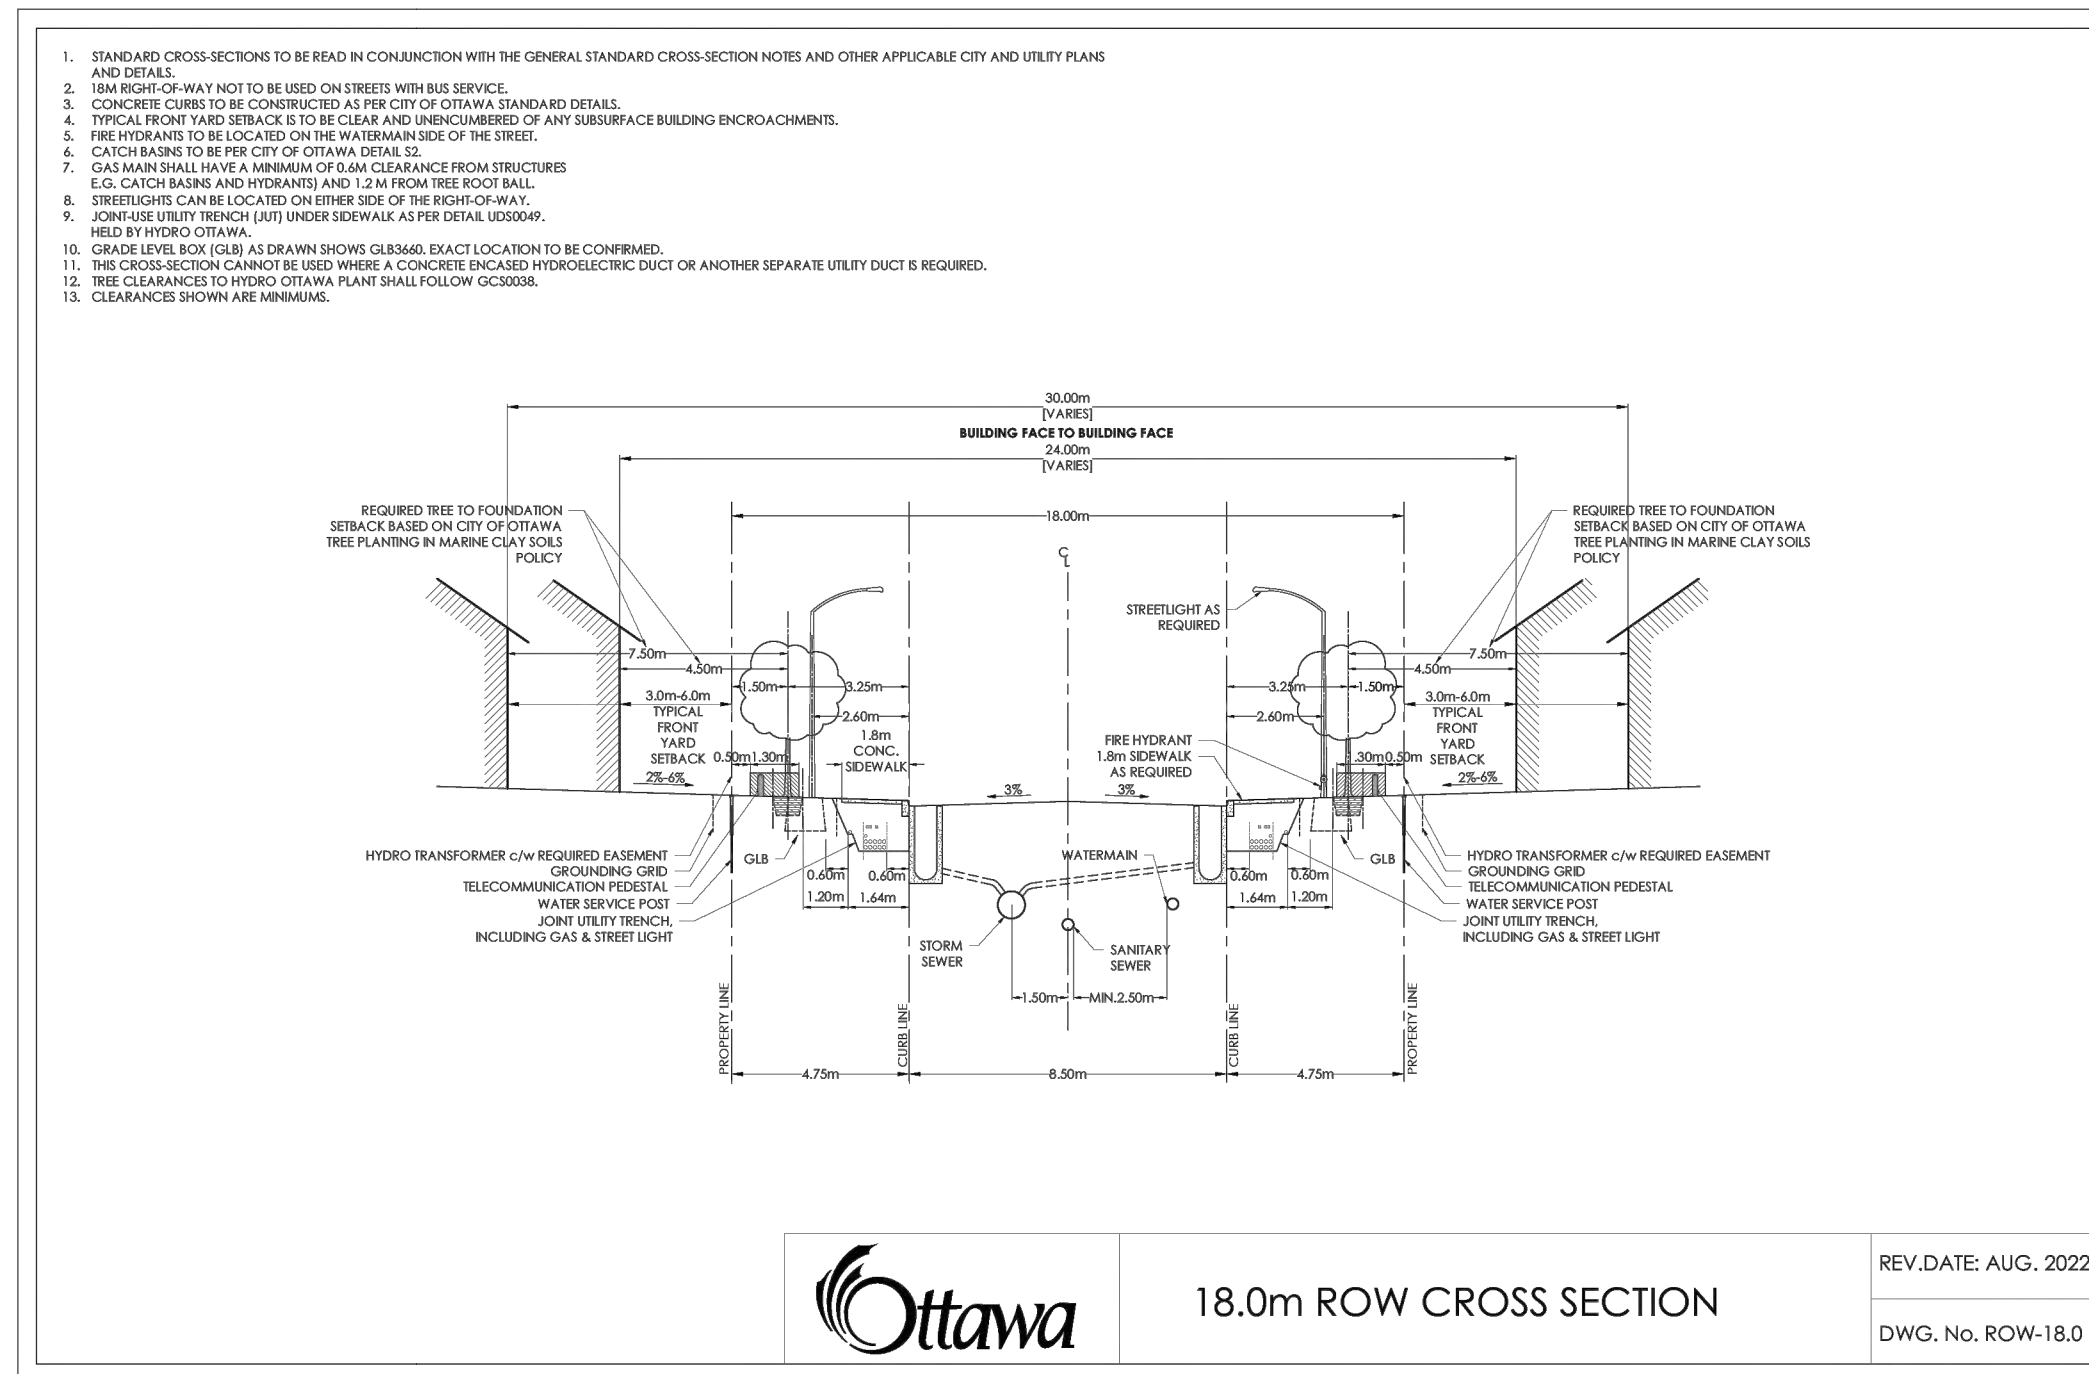 1. STANDARD CROSS-SECTIONS TO BE READ IN CONJUNCTION WITH THE GENERAL STANDARD CROSS-SECTION NOTES AND OTHER APPLICABLE CITY AND UTILITY PLANS
AND DETAILS.
2. 18M RIGHT-OF-WAY NOT TO BE USED ON STREETS WITH BUS SERVICE.
3. CONCRETE CURBS TO BE CONSTRUCTED AS PER CITY OF OTTAWA STANDARD DETAILS.
4. TYPICAL FRONT YARD SETBACK IS TO BE CLEAR AND UNENCUMBERED OF ANY SUBSURFACE BUILDING ENCROACHMENTS.
5. FIRE HYDRANTS TO BE LOCATED ON THE WATERMAIN SIDE OF THE STREET.
6. CATCH BASINS TO BE PER CITY OF OTTAWA DETAIL S2.
7. GAS MAIN SHALL HAVE A MINIMUM OF 0.6M CLEARANCE FROM STRUCTURES
E.G. CATCH BASINS AND HYDRANTS) AND 1.2 M FROM TREE ROOT BALL.
8. STREETLIGHTS CAN BE LOCATED ON EITHER SIDE OF THE RIGHT-OF-WAY.
9. JOINT-USE UTILITY TRENCH (JUT) UNDER SIDEWALK AS PER DETAIL UDS0049.
HELD BY HYDRO OTTAWA.
10. GRADE LEVEL BOX (GLB) AS DRAWN SHOWS GLB3660. EXACT LOCATION TO BE CONFIRMED.
11. THIS CROSS-SECTION CANNOT BE USED WHERE A CONCRETE ENCASED HYDROELECTRIC DUCT OR ANOTHER SEPARATE UTILITY DUCT IS REQUIRED.
12. TREE CLEARANCES TO HYDRO OTTAWA PLANT SHALL FOLLOW GCS0038.
13. CLEARANCES SHOWN ARE MINIMUMS.
30.00m
[VARIES]
BUILDING FACE TO BUILDING FACE
24.00m
[VARIES]
18.00m
REQUIRED TREE TO FOUNDATION
SETBACK BASED ON CITY OF OTTAWA
TREE PLANTING IN MARINE CLAY SOILS
POLICY
REQUIRED TREE TO FOUNDATION
SETBACK BASED ON CITY OF OTTAWA
TREE PLANTING IN MARINE CLAY SOILS
POLICY
CL
STREETLIGHT AS
REQUIRED
7.50m
4.50m
1.50m
3.25m
2.60m
3.0m-6.0m
TYPICAL
FRONT
YARD
SETBACK
0.50m
1.30m
1.8m
CONC.
SIDEWALK
2%-6%
3%
3%
FIRE HYDRANT
1.8m SIDEWALK
AS REQUIRED
7.50m
4.50m
3.25m
1.50m
2.60m
3.0m-6.0m
TYPICAL
FRONT
YARD
SETBACK
.30m
0.50m
2%-6%
HYDRO TRANSFORMER c/w REQUIRED EASEMENT
GROUNDING GRID
TELECOMMUNICATION PEDESTAL
WATER SERVICE POST
JOINT UTILITY TRENCH,
INCLUDING GAS & STREET LIGHT
GLB
0.60m
0.60m
1.20m
1.64m
WATERMAIN
STORM
SEWER
SANITARY
SEWER
1.50m
MIN.2.50m
0.60m
0.60m
1.64m
1.20m
GLB
HYDRO TRANSFORMER c/w REQUIRED EASEMENT
GROUNDING GRID
TELECOMMUNICATION PEDESTAL
WATER SERVICE POST
JOINT UTILITY TRENCH,
INCLUDING GAS & STREET LIGHT
PROPERTY LINE
CURB LINE
CURB LINE
PROPERTY LINE
4.75m
8.50m
4.75m
Ottawa
18.0m ROW CROSS SECTION
REV.DATE: AUG. 2022
DWG. No. ROW-18.0